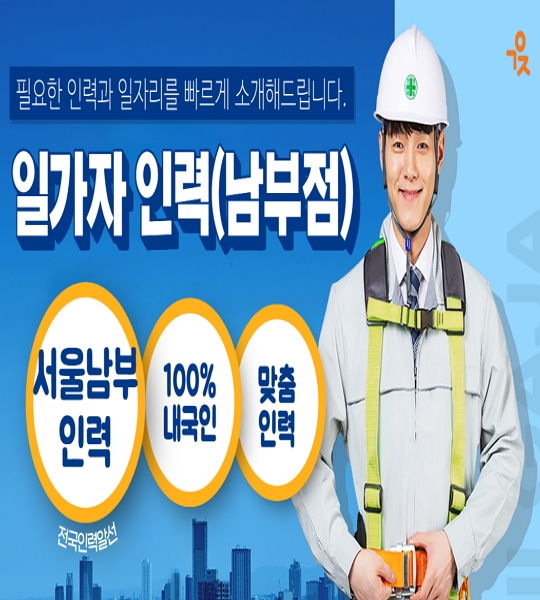 필요한 인력과 일자리를 빠르게 소개해드립니다.
일가자 인력(남부점)
서울남부
인력
100%
내국인
맞춤
인력
전국인력알선